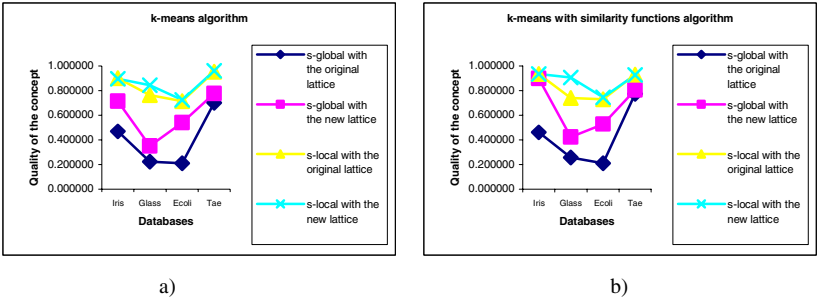 k-means algorithm
Quality of the concept
1.000000
0.800000
0.600000
0.400000
0.200000
0.000000
Iris Glass Ecoli Tae
Databases
s-global with
the original
lattice
s-global with
the new lattice
s-local with the
original lattice
s-local with the
new lattice
a)
k-means with similarity functions algorithm
Quality of the concept
1.000000
0.800000
0.600000
0.400000
0.200000
0.000000
Iris Glass Ecoli Tae
Databases
s-global with
the original
lattice
s-global with
the new lattice
s-local with the
original lattice
s-local with the
new lattice
b)